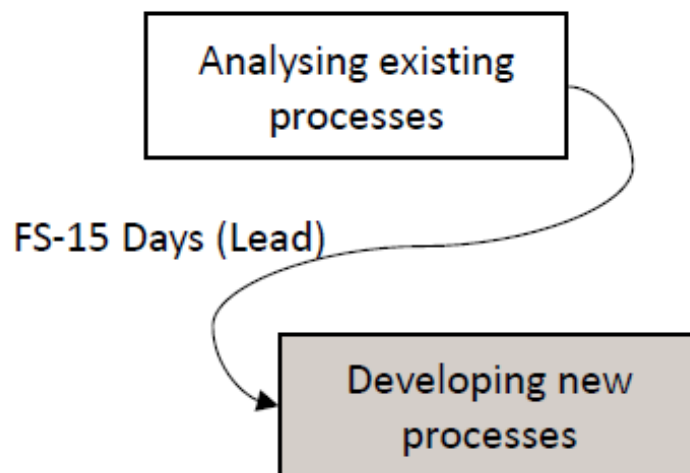 Analysing existing
processes
FS-15 Days (Lead)
Developing new
processes